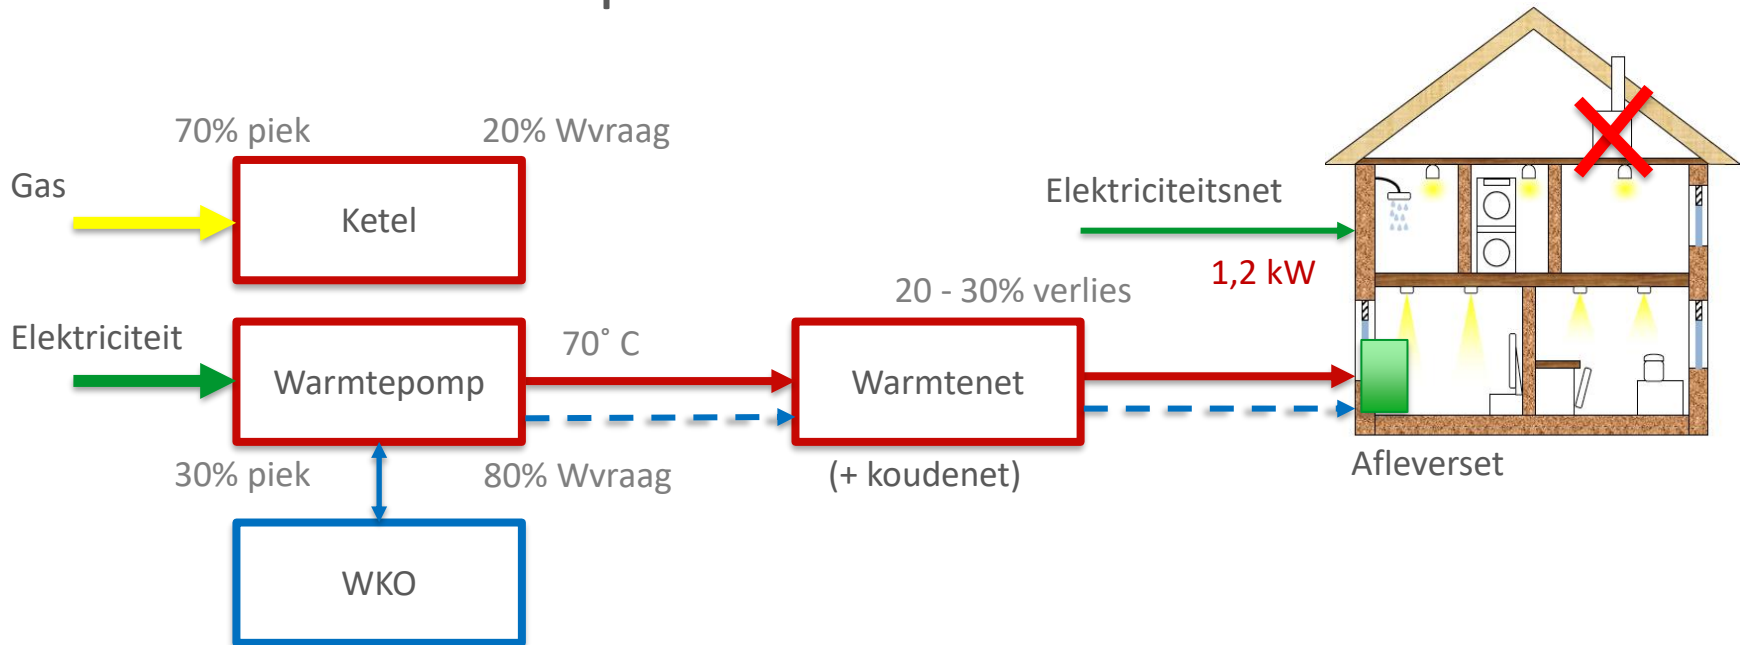 70% piek
20% Wvraag
Gas
Ketel
Elektriciteitsnet
1,2 kW
20 - 30% verlies
Elektriciteit
70° C
Warmtepomp
Warmtenet
30% piek
80% Wvraag
(+ koudenet)
Afleverset
WKO